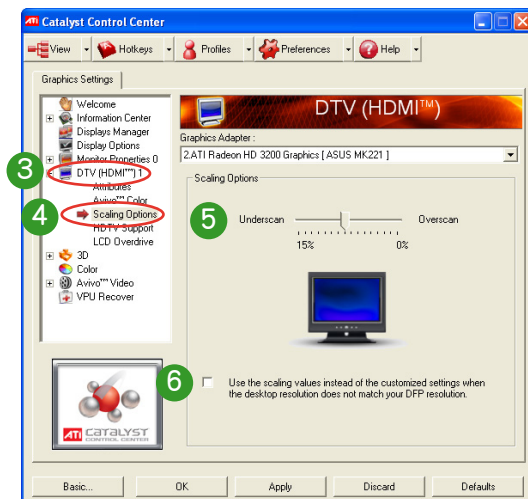 ATI Catalyst Control Center
View Hotkeys Profiles Preferences Help
Graphics Settings
Welcome
Information Center
Displays Manager
Display Options
Monitor Properties 0
3
DTV (HDMI™) 1
Attributes
Avivo™ Color
4
Scaling Options
HDTV Support
LCD Overdrive
3D
Color
Avivo™ Video
VPU Recover
DTV (HDMI™)
Graphics Adapter :
2.ATI Radeon HD 3200 Graphics [ ASUS MK221 ]
Scaling Options
5
Underscan Overscan
15% 0%
6
Use the scaling values instead of the customized settings when
the desktop resolution does not match your DFP resolution.
ATI CATALYST
CONTROL CENTER
Basic... OK Apply Discard Defaults